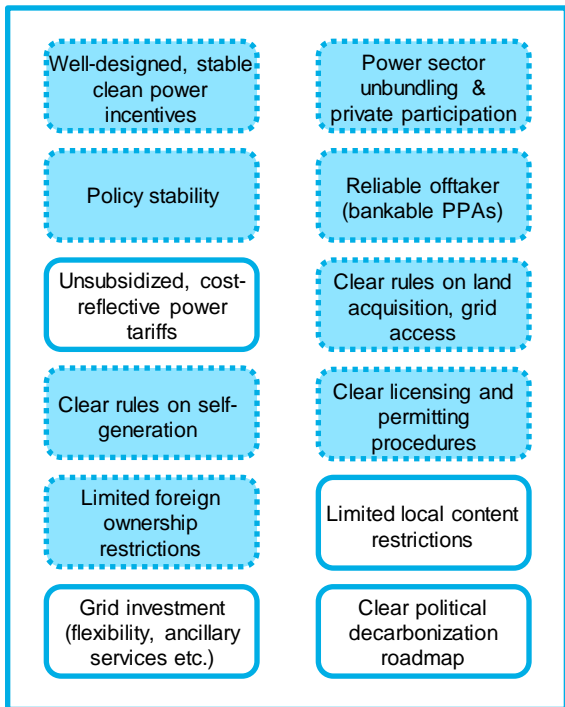 Well-designed, stable
clean power
incentives
Power sector
unbundling &
private participation
Policy stability
Reliable offtaker
(bankable PPAs)
Unsubsidized, cost-
reflective power
tariffs
Clear rules on land
acquisition, grid
access
Clear rules on self-
generation
Clear licensing and
permitting
procedures
Limited foreign
ownership
restrictions
Limited local content
restrictions
Grid investment
(flexibility, ancillary
services etc.)
Clear political
decarbonization
roadmap